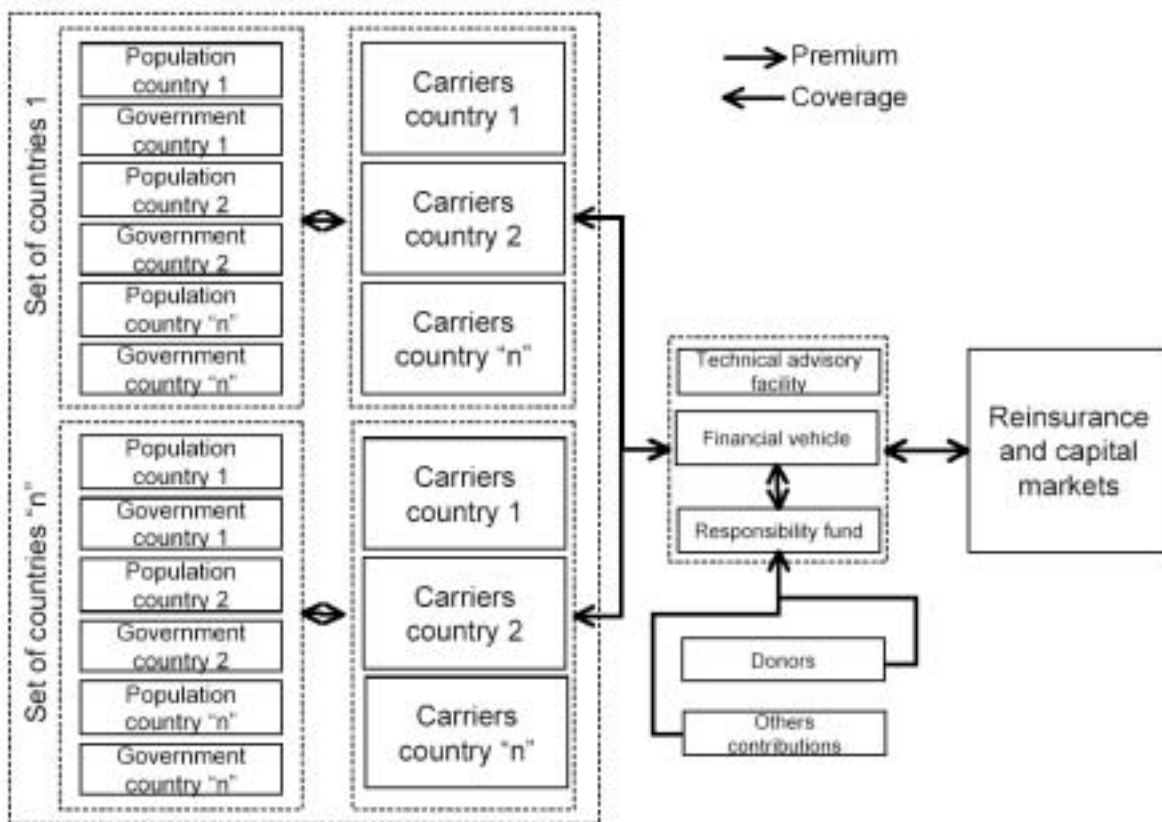 Set of countries 1
Population
country 1
Government
country 1
Population
country 2
Government
country 2
Population
country "n"
Government
country "n"
Carriers
country 1
Carriers
country 2
Carriers
country "n"
Premium
Coverage
Set of countries "n"
Population
country 1
Government
country 1
Population
country 2
Government
country 2
Population
country "n"
Government
country "n"
Carriers
country 1
Carriers
country 2
Carriers
country "n"
Technical advisory
facility
Financial vehicle
Responsibility fund
Donors
Others
contributions
Reinsurance
and capital
markets